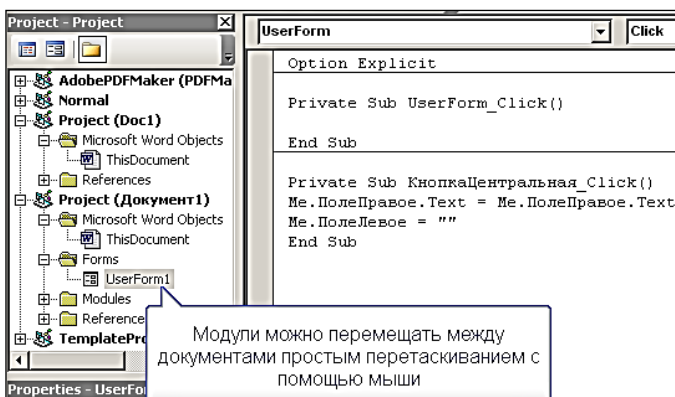 Project - Project
UserForm
Click
AdobePDFMaker (PDFMa
Normal
Project (Doc1)
Microsoft Word Objects
ThisDocument
References
Project (Документ1)
Microsoft Word Objects
ThisDocument
Forms
UserForm1
Modules
Reference
TemplatePro
Properties - UserFo
Option Explicit
Private Sub UserForm_Click()
End Sub
Private Sub КнопкаЦентральная_Click()
Me.ПолеПравое.Text = Me.ПолеПравое.Text
Me.ПолеЛевое = ""
End Sub
Модули можно перемещать между
документами простым перетаскиванием с
помощью мыши